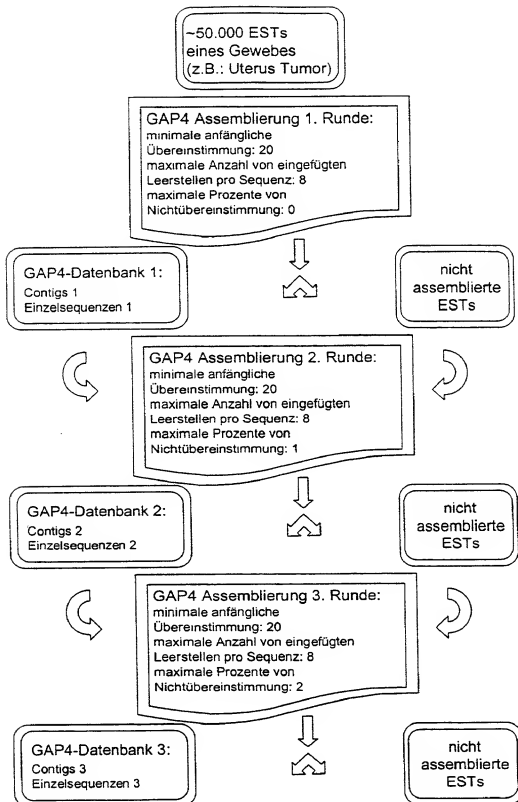 ~50.000 ESTs
eines Gewebes
(z.B.: Uterus Tumor)
GAP4 Assemblierung 1. Runde:
minimale anfängliche
Übereinstimmung: 20
maximale Anzahl von eingefügten
Leerstellen pro Sequenz: 8
maximale Prozente von
Nichtübereinstimmung: 0
GAP4-Datenbank 1:
Contigs 1
Einzelsequenzen 1
nicht
assemblierte
ESTs
GAP4 Assemblierung 2. Runde:
minimale anfängliche
Übereinstimmung: 20
maximale Anzahl von eingefügten
Leerstellen pro Sequenz: 8
maximale Prozente von
Nichtübereinstimmung: 1
GAP4-Datenbank 2:
Contigs 2
Einzelsequenzen 2
nicht
assemblierte
ESTs
GAP4 Assemblierung 3. Runde:
minimale anfängliche
Übereinstimmung: 20
maximale Anzahl von eingefügten
Leerstellen pro Sequenz: 8
maximale Prozente von
Nichtübereinstimmung: 2
GAP4-Datenbank 3:
Contigs 3
Einzelsequenzen 3
nicht
assemblierte
ESTs